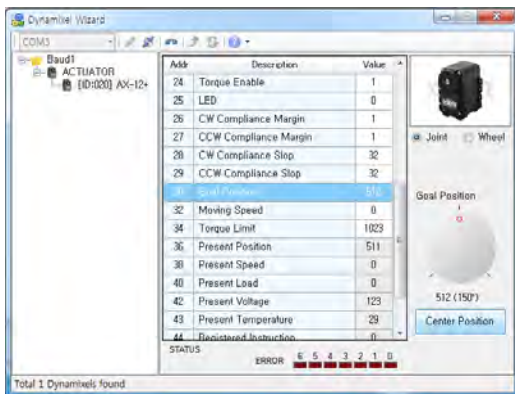 Dynamixel Wizard
COM3
Baud1
ACTUATOR
[ID:020] AX-12+
Addr Description Value
24 Torque Enable 1
25 LED 0
26 CW Compliance Margin 1
27 CCW Compliance Margin 1
28 CW Compliance Slop 32
29 CCW Compliance Slop 32
30 Goal Position 512
32 Moving Speed 0
34 Torque Limit 1023
36 Present Position 511
38 Present Speed 0
40 Present Load 0
42 Present Voltage 123
43 Present Temperature 29
44 Registered Instruction 0
Joint Wheel
Goal Position
512 (150°)
Center Position
STATUS
ERROR 6 5 4 3 2 1 0
Total 1 Dynamixels found